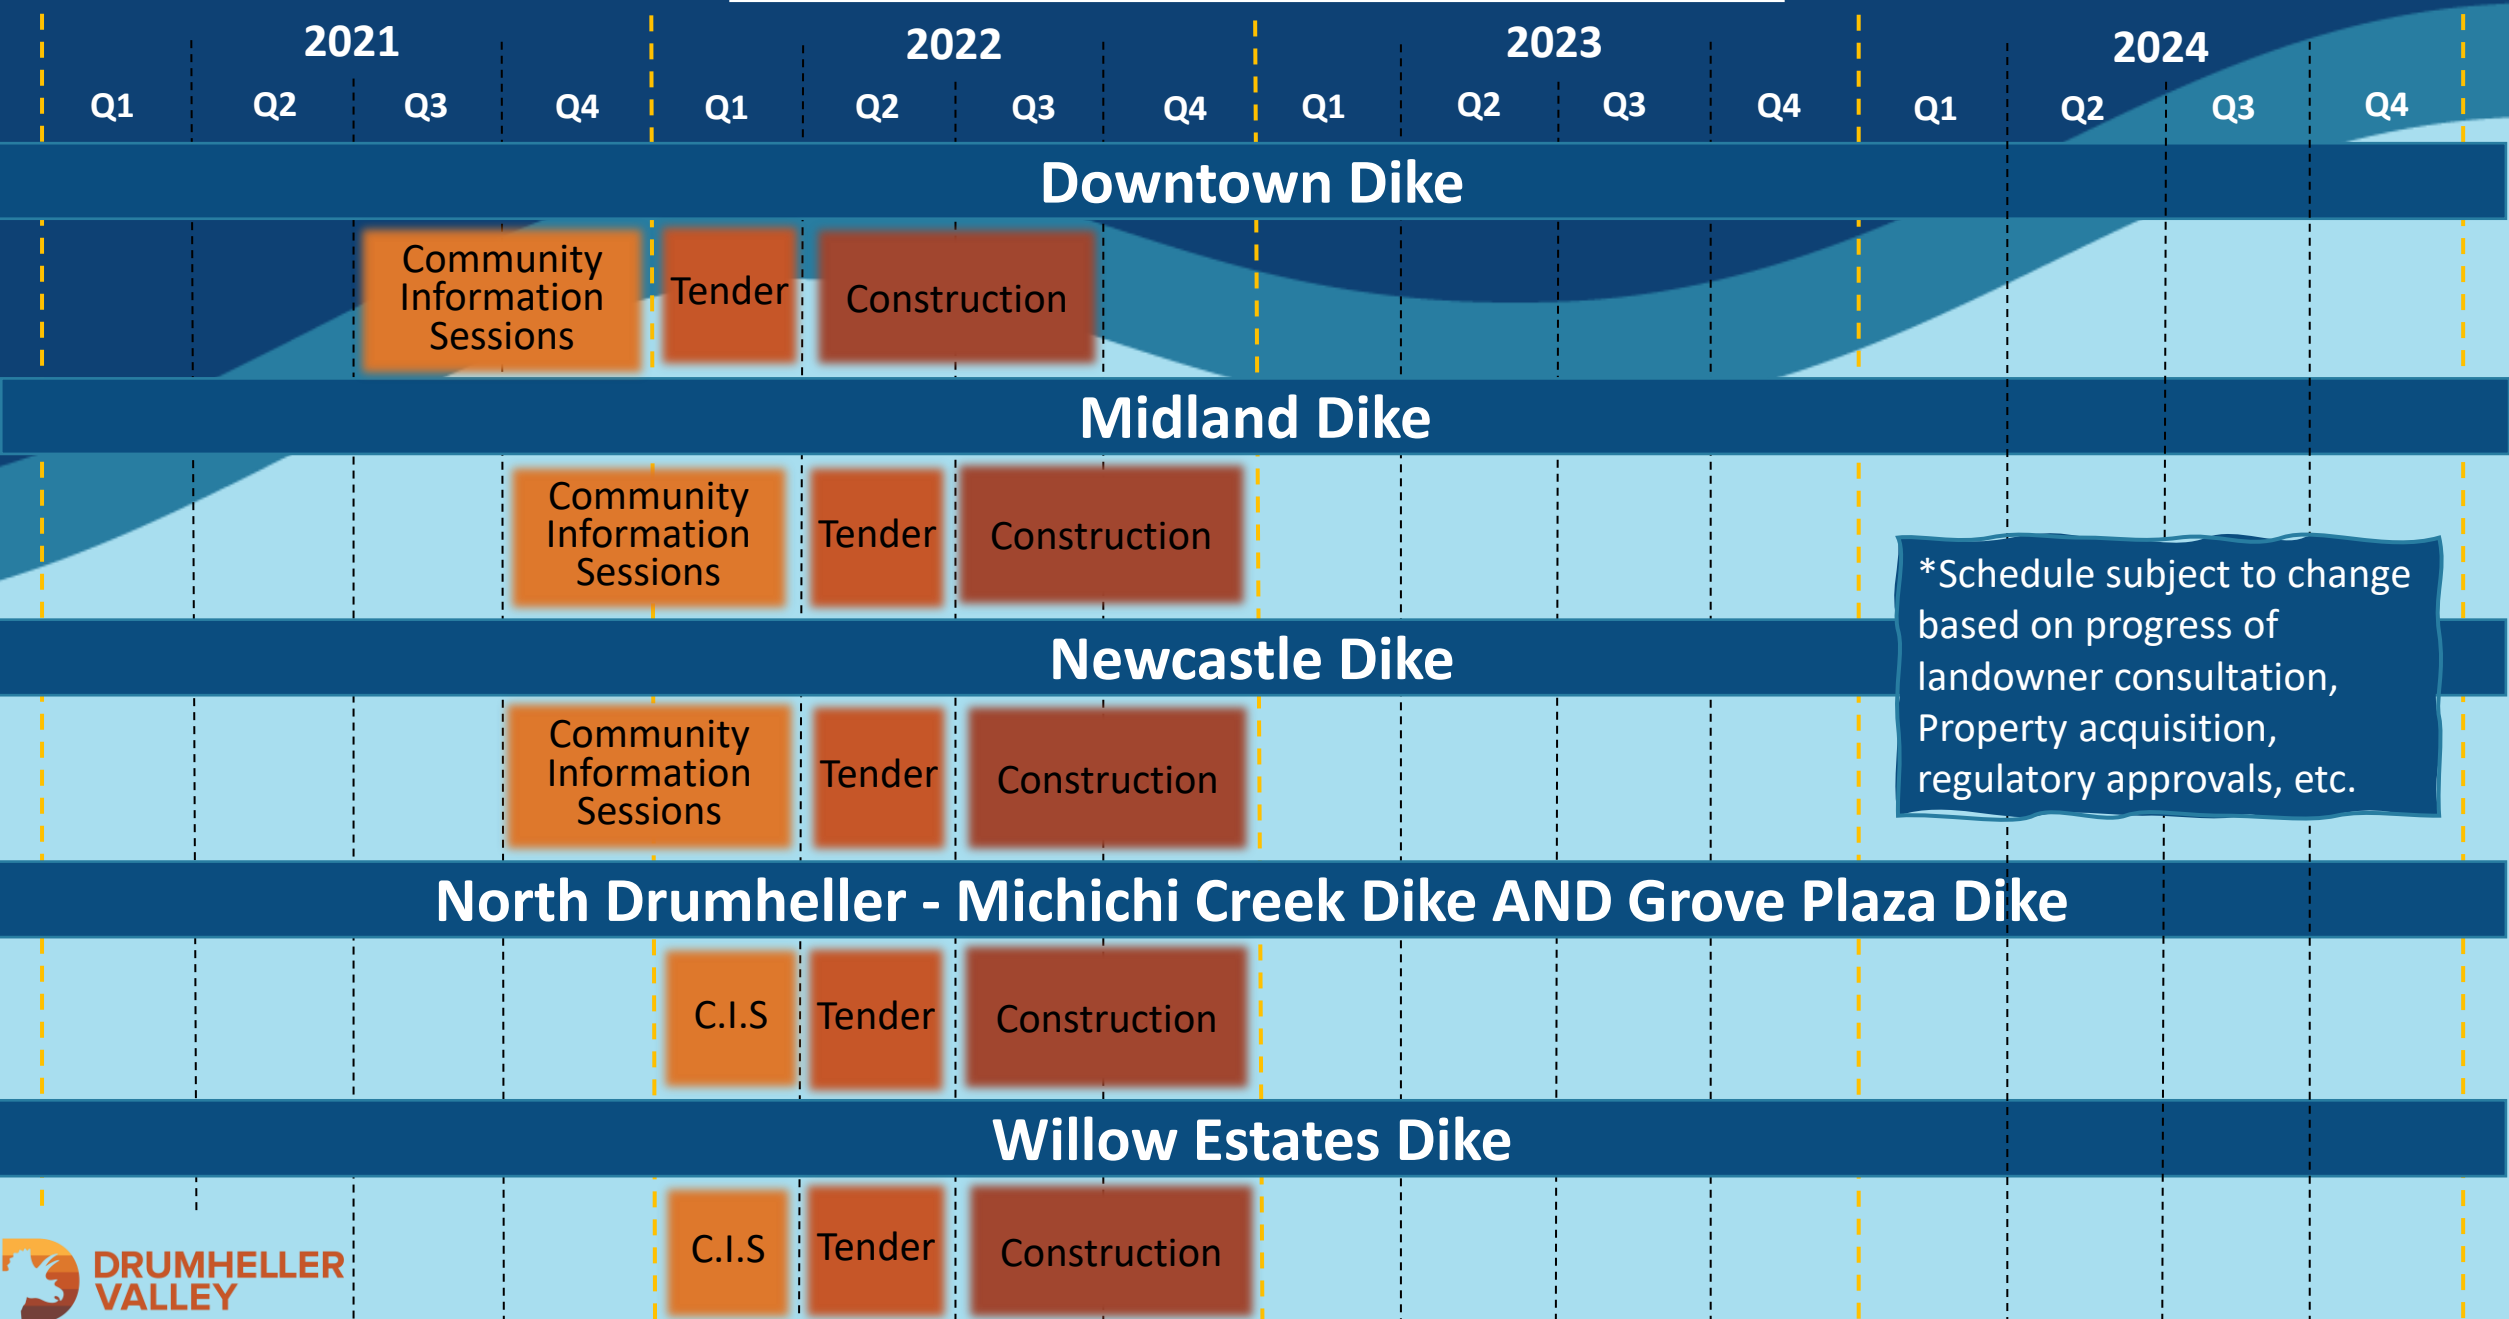 2021
2022
2023
2024
Q1 Q2 Q3 Q4 Q1 Q2 Q3 Q4 Q1 Q2 Q3 Q4 Q1 Q2 Q3 Q4
Downtown Dike
Community
Information
Sessions
Tender
Construction
Midland Dike
Community
Information
Sessions
Tender
Construction
*Schedule subject to change
based on progress of
landowner consultation,
Property acquisition,
regulatory approvals, etc.
Newcastle Dike
Community
Information
Sessions
Tender
Construction
North Drumheller - Michichi Creek Dike AND Grove Plaza Dike
C.I.S
Tender
Construction
Willow Estates Dike
C.I.S
Tender
Construction
DRUMHELLER
VALLEY